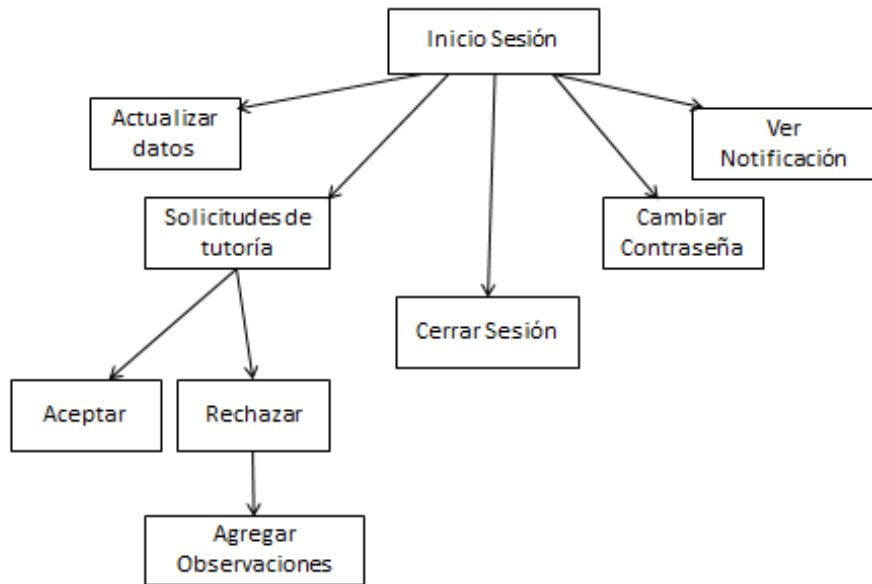 Inicio Sesión
Actualizar
datos
Ver
Notificación
Solicitudes de
tutoría
Cambiar
Contraseña
Cerrar Sesión
Aceptar
Rechazar
Agregar
Observaciones